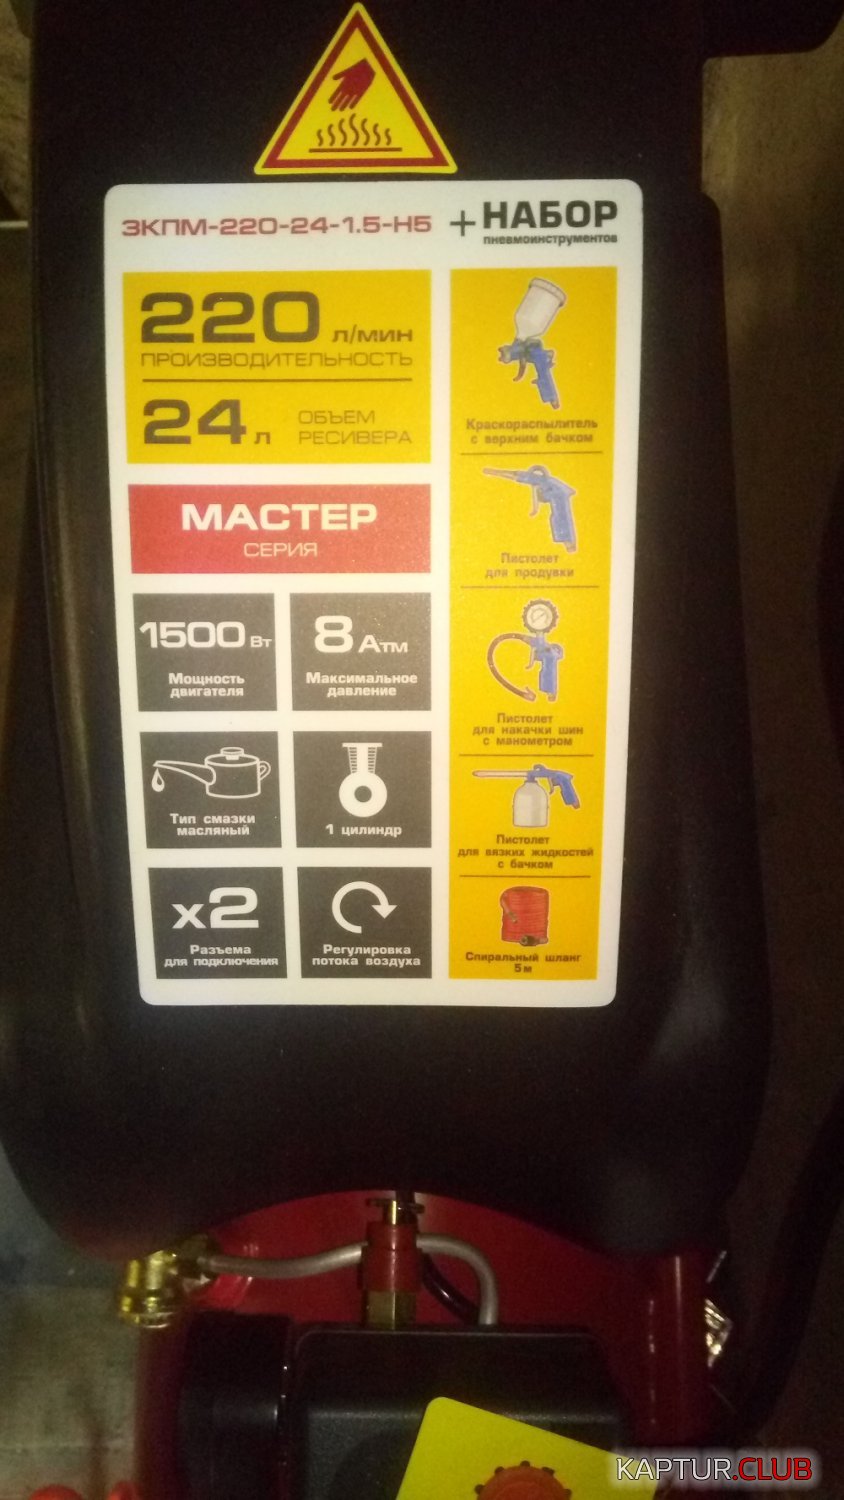 ЗКПМ-220-24-1.5-Н5
+ НАБОР
пневмоинструментов
220 л/мин
ПРОИЗВОДИТЕЛЬНОСТЬ
24 л ОБЪЕМ
РЕСИВЕРА
МАСТЕР
СЕРИЯ
1500 Вт
Мощность
двигателя
8 Атм
Максимальное
давление
Тип смазки
масляный
1 цилиндр
x2
Разъема
для подключения
Регулировка
потока воздуха
Краскораспылитель
с верхним бачком
Пистолет
для продувки
Пистолет
для накачки шин
с манометром
Пистолет
для вязких жидкостей
с бачком
Спиральный шланг
5 м
KAPTUR.CLUB